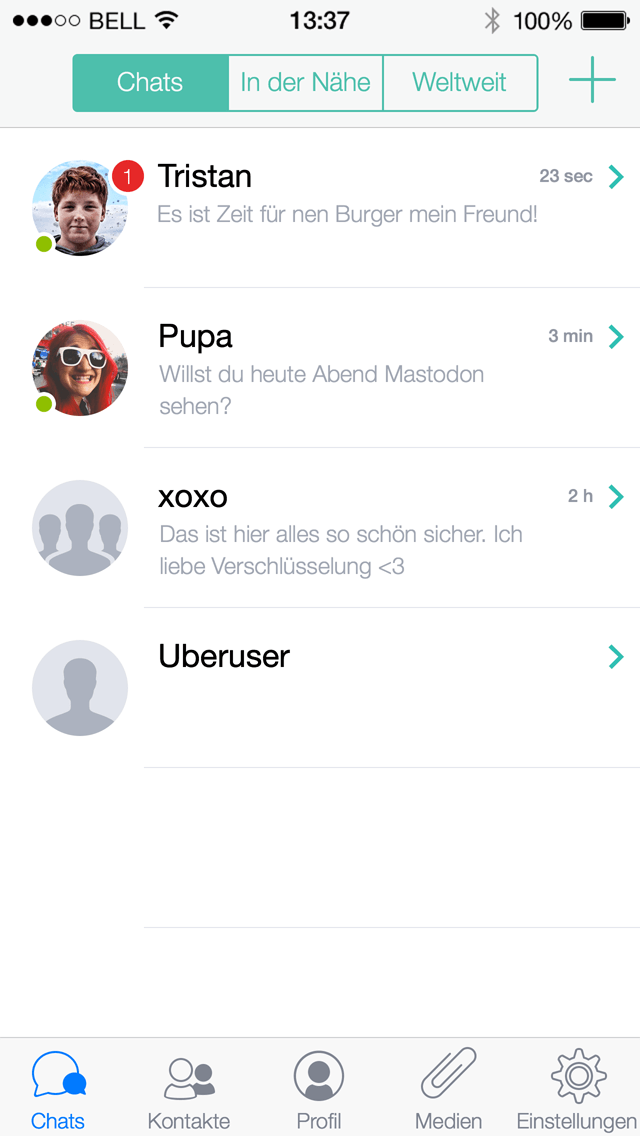 BELL 13:37 100%
Chats In der Nähe Weltweit
1 Tristan 23 sec
Es ist Zeit für nen Burger mein Freund!
Pupa 3 min
Willst du heute Abend Mastodon
sehen?
xoxo 2 h
Das ist hier alles so schön sicher. Ich
liebe Verschlüsselung <3
Uberuser
Chats Kontakte Profil Medien Einstellungen